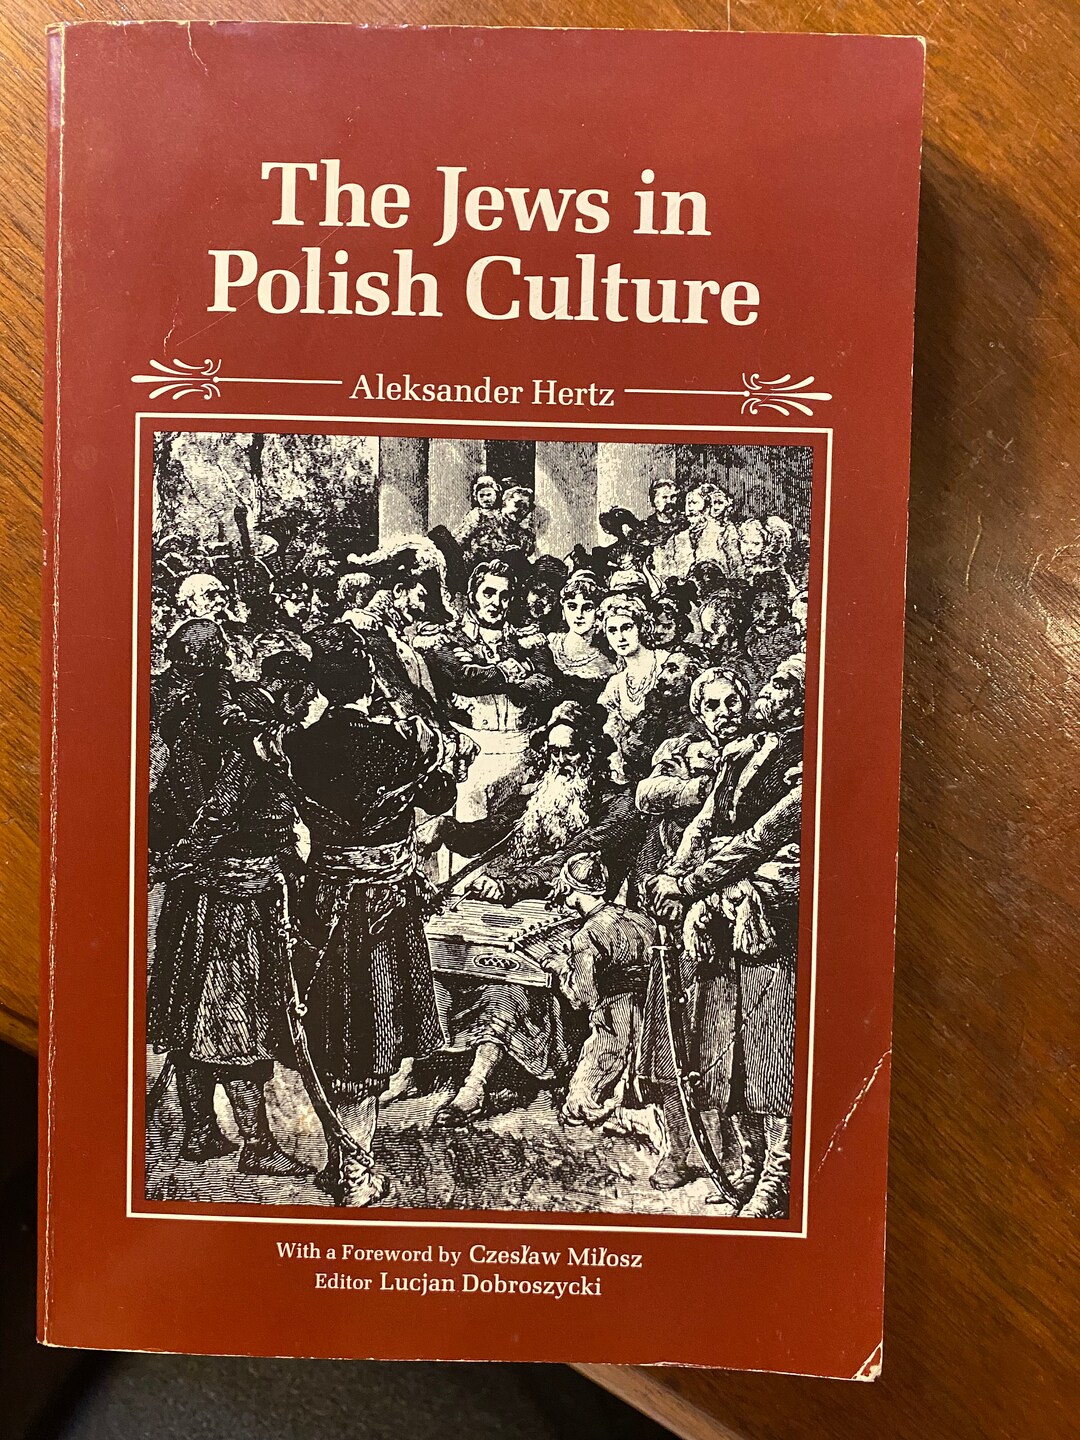 The Jews in
Polish Culture
Aleksander Hertz
With a Foreword by Czesław Miłosz
Editor Lucjan Dobroszycki